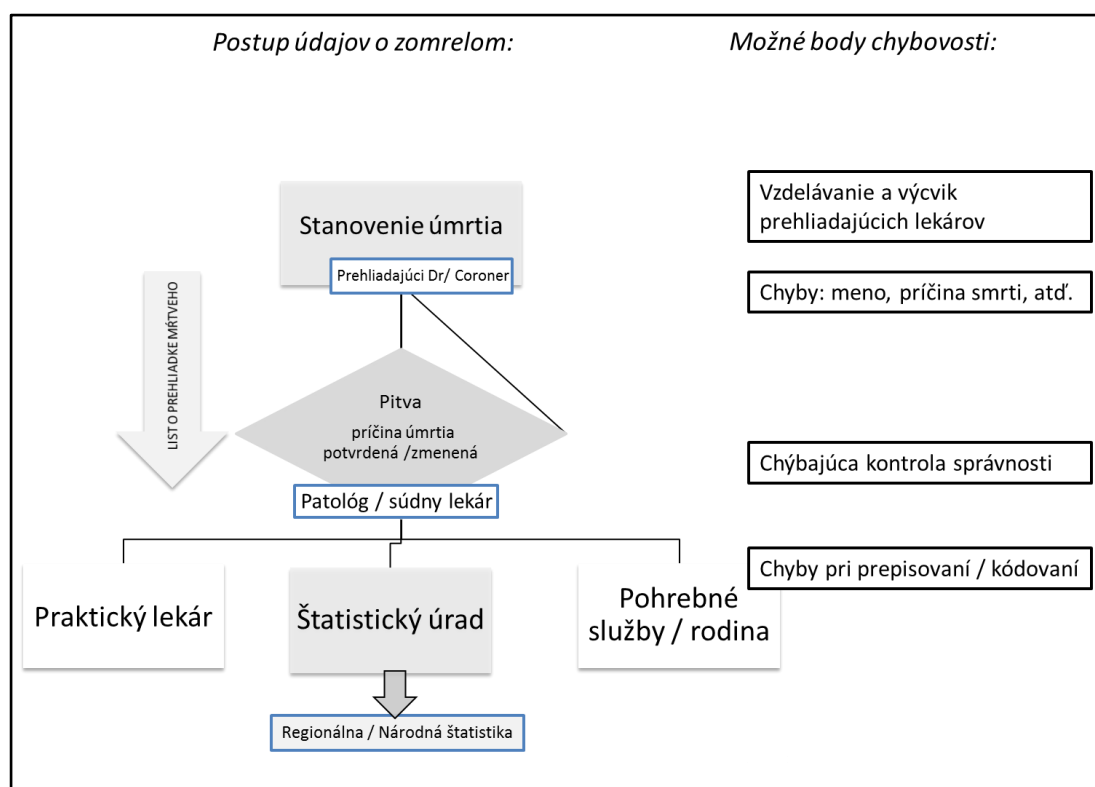 Postup údajov o zomrelom:
Možné body chybovosti:
Stanovenie úmrtia
Prehliadajúci Dr/ Coroner
LIST O PREHLIADKE MŔTVEHO
Pitva
príčina úmrtia
potvrdená /zmenená
Patológ / súdny lekár
Praktický lekár
Štatistický úrad
Pohrebné
služby / rodina
Regionálna / Národná štatistika
Vzdelávanie a výcvik
prehliadajúcich lekárov
Chyby: meno, príčina smrti, atď.
Chýbajúca kontrola správnosti
Chyby pri prepisovaní / kódovaní